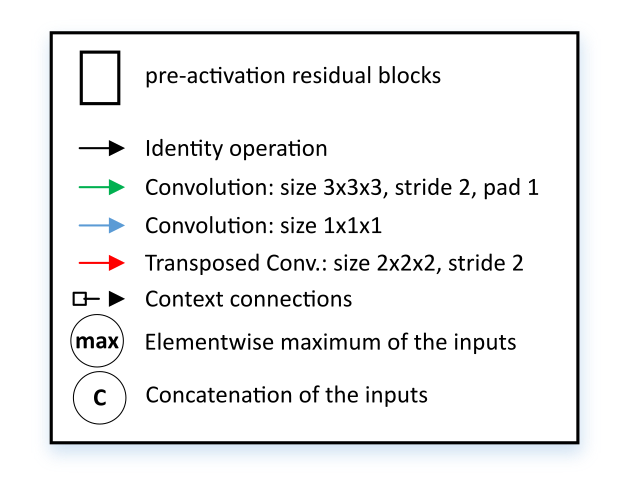 pre-activation residual blocks
Identity operation
Convolution: size 3x3x3, stride 2, pad 1
Convolution: size 1x1x1
Transposed Conv.: size 2x2x2, stride 2
Context connections
max Elementwise maximum of the inputs
C Concatenation of the inputs